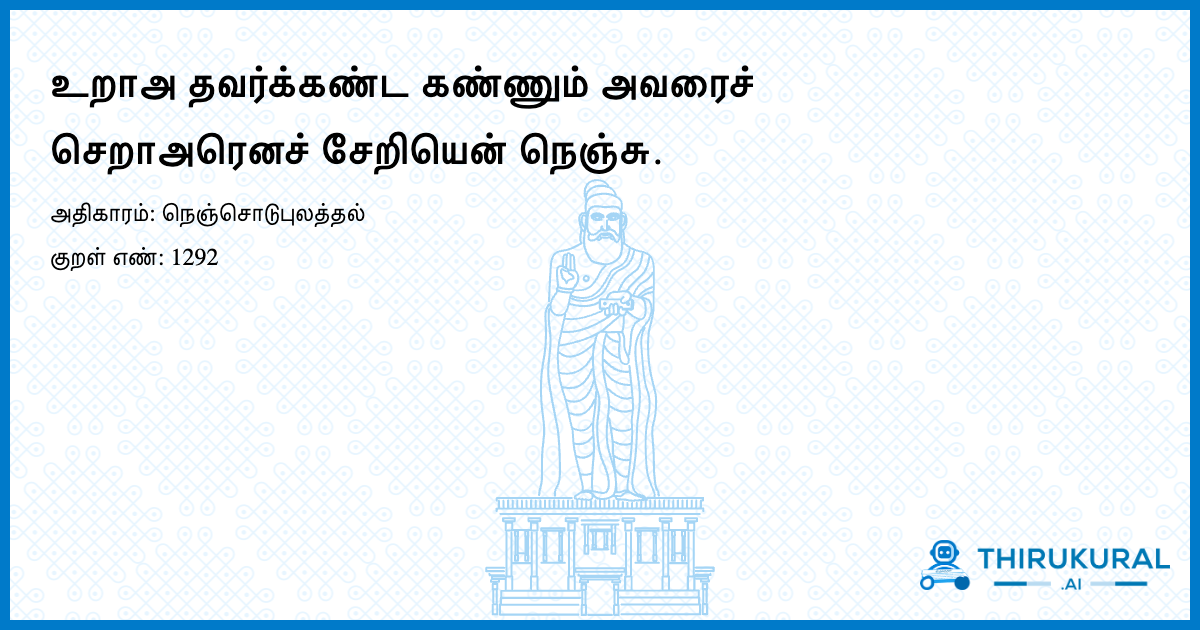 உறாஅ தவர்க்கண்ட கண்ணும் அவரைச்
செறாஅரெனச் சேறியென் நெஞ்சு.
அதிகாரம்: நெஞ்சொடுபுலத்தல்
குறள் எண்: 1292
THIRUKURAL
.AI